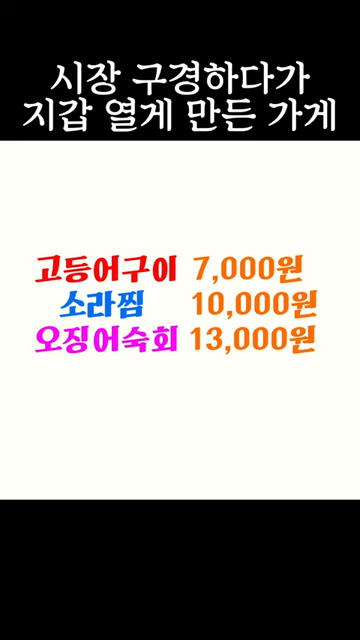 시장 구경하다가
지갑 열게 만든 가게
고등어구이 7,000원
소라찜 10,000원
오징어숙회 13,000원